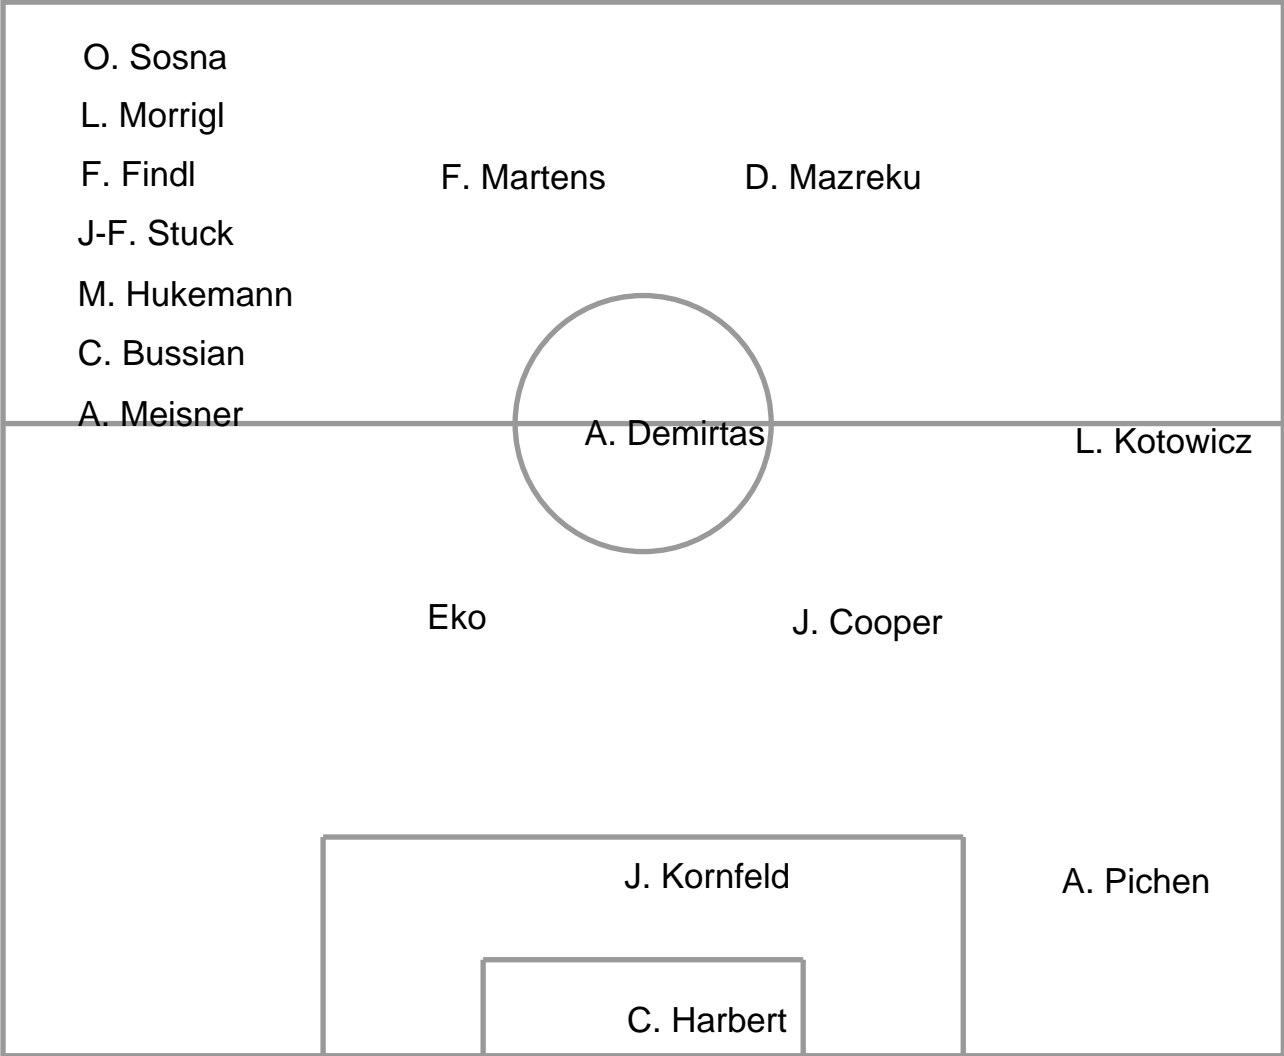 O. Sosna
L. Morrigl
F. Findl
F. Martens
D. Mazreku
J-F. Stuck
M. Hukemann
C. Bussian
A. Meisner
A. Demirtas
L. Kotowicz
Eko
J. Cooper
J. Kornfeld
A. Pichen
C. Harbert